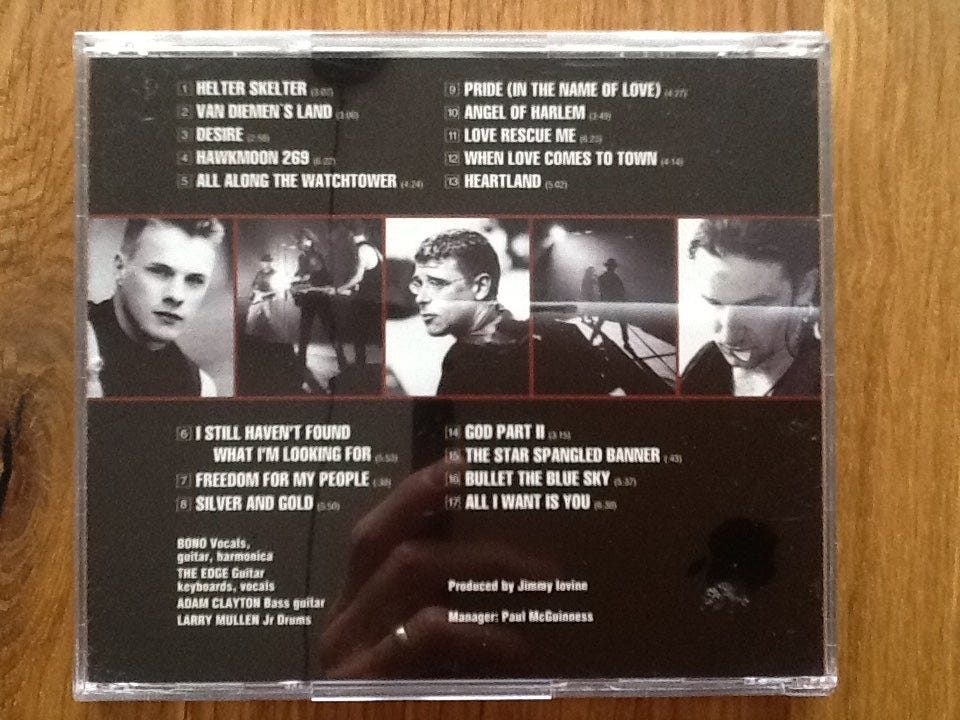 1 HELTER SKELTER (3:07)
2 VAN DIEMEN`S LAND (3:06)
3 DESIRE (2:58)
4 HAWKMOON 269 (6:22)
5 ALL ALONG THE WATCHTOWER (4:24)
9 PRIDE (IN THE NAME OF LOVE) (4:27)
10 ANGEL OF HARLEM (3:49)
11 LOVE RESCUE ME (6:23)
12 WHEN LOVE COMES TO TOWN (4:14)
13 HEARTLAND (5:02)
6 I STILL HAVEN'T FOUND
WHAT I'M LOOKING FOR (5:53)
7 FREEDOM FOR MY PEOPLE (:38)
8 SILVER AND GOLD (5:50)
14 GOD PART II (3:15)
15 THE STAR SPANGLED BANNER (:43)
16 BULLET THE BLUE SKY (5:37)
17 ALL I WANT IS YOU (6:30)
BONO Vocals,
guitar, harmonica
THE EDGE Guitar
keyboards, vocals
ADAM CLAYTON Bass guitar
LARRY MULLEN Jr Drums
Produced by Jimmy Iovine
Manager: Paul McGuinness